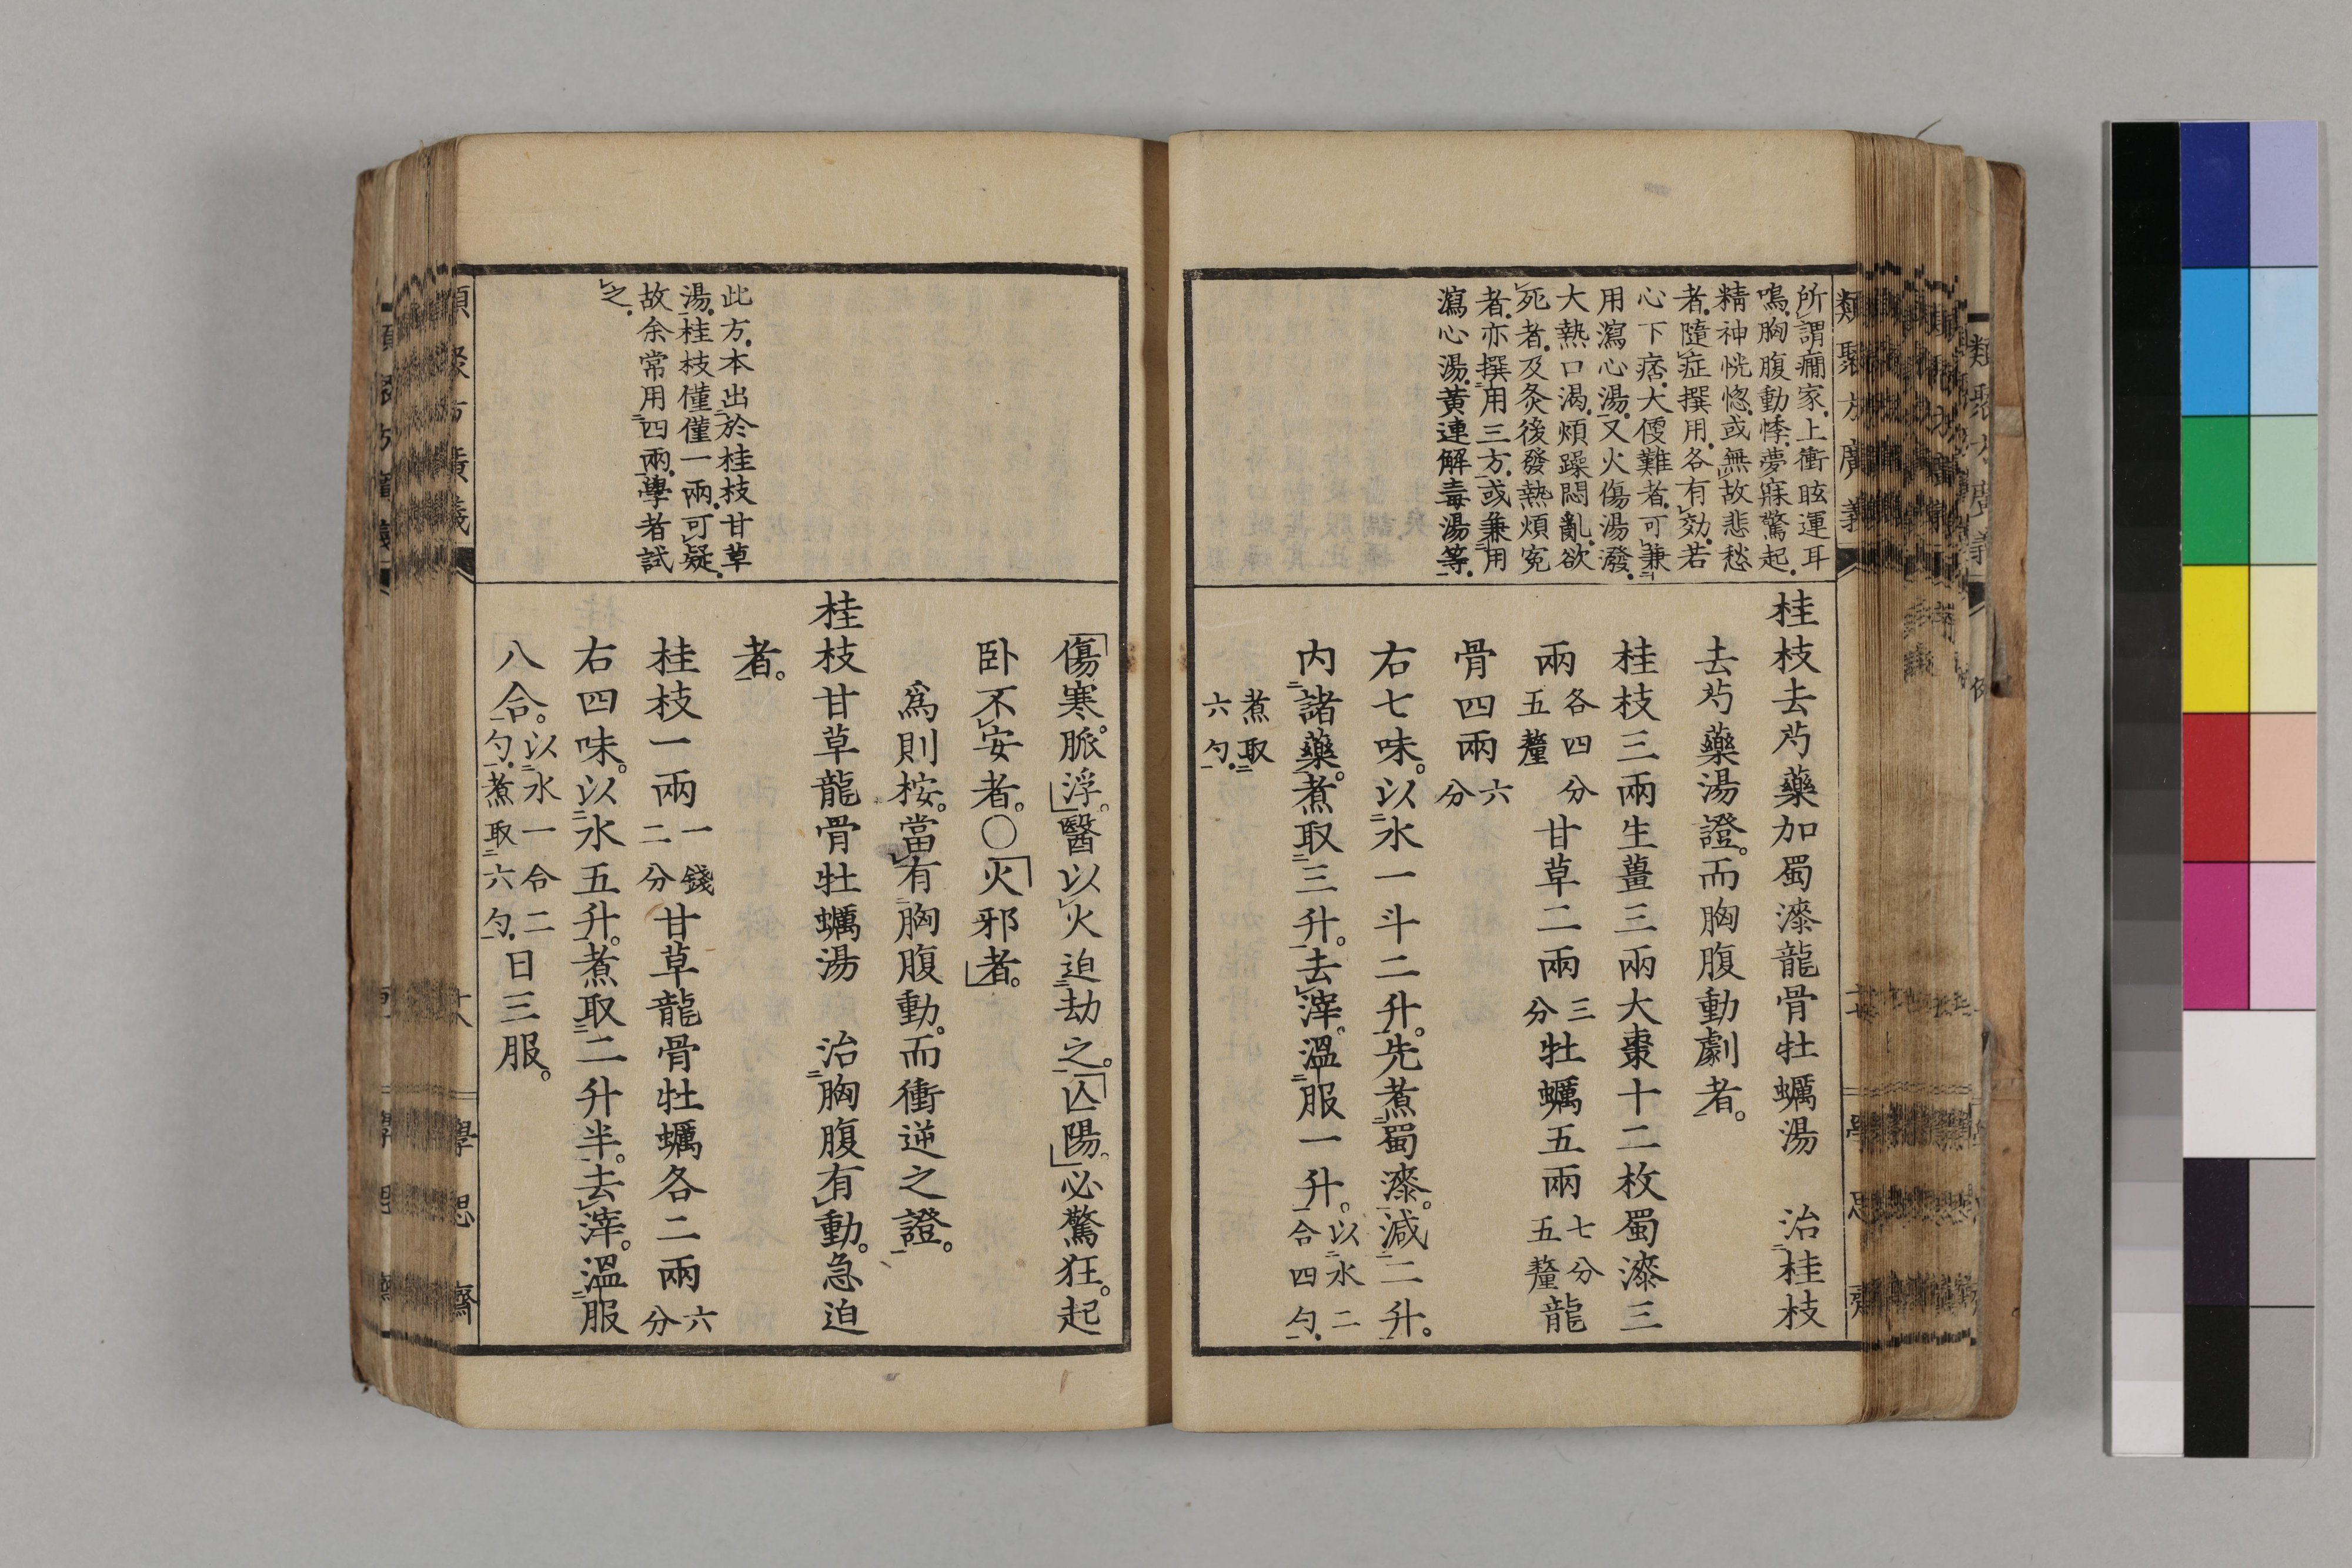 類聚方廣義
所謂癇家。上衝眩運耳
鳴。胸腹動悸。夢寐驚起。
精神恍惚。或無故悲愁
者。隨症撰用。各有効。若
心下痞。大便難者。可兼
用瀉心湯。又火傷湯潑。
大熱口渴。煩躁悶亂。欲
死者。及灸後發熱煩寃
者。亦撰用三方。或兼用
瀉心湯。黃連解毒湯等。
桂枝去芍藥加蜀漆龍骨牡蠣湯 治桂枝
去芍藥湯證。而胸腹動劇者。
桂枝三兩生薑三兩大棗十二枚蜀漆三
兩各四分五釐甘草二兩三分牡蠣五兩七分五釐龍
骨四兩六分
右七味。以水一斗二升。先煮蜀漆。減二升。
内諸藥。煮取三升。去滓。溫服一升。以水二合四勺。
煮取六勺。
此方。本出於桂枝甘草
湯。桂枝僅僅一兩。可疑。
故余常用四兩。學者試
之。
「傷寒。脈浮。」醫以火迫劫之。「亾陽。」必驚狂。起
卧不安者。〇「火邪者。」
爲則按。當有胸腹動。而衝逆之證。
桂枝甘草龍骨牡蠣湯 治胸腹有動。急迫
者。
桂枝一兩一錢二分甘草龍骨牡蠣各二兩六分
右四味。以水五升。煮取二升半。去滓。溫服
八合。以水一合二勺。煮取六勺。日三服。